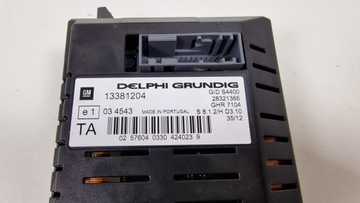 DELPHI GRUNDIG
GM
13381204
GID S4400
28321366
GHR 7104
e1
03 4543
MADE IN PORTUGAL
S 8.1.2/H D3.10
35/12
TA
02 57604 0330 424023 9